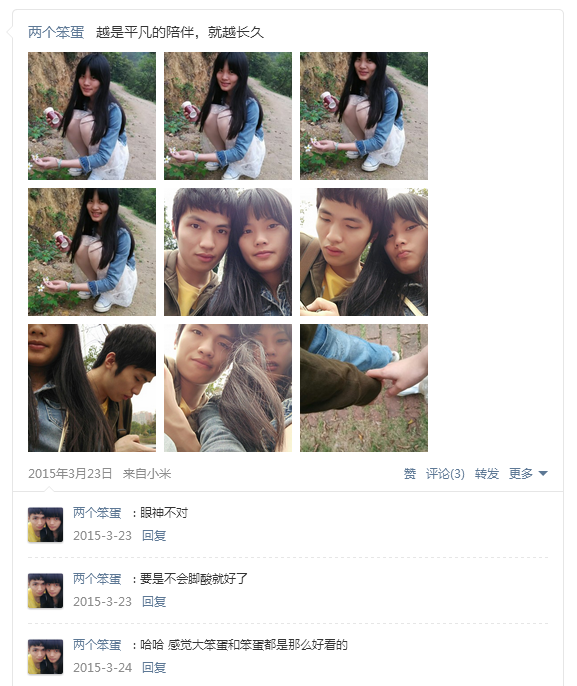 两个笨蛋 越是平凡的陪伴，就越长久
2015年3月23日 来自小米 赞 评论(3) 转发 更多
两个笨蛋 : 眼神不对
2015-3-23 回复
两个笨蛋 : 要是不会脚酸就好了
2015-3-23 回复
两个笨蛋 : 哈哈 感觉大笨蛋和笨蛋都是那么好看的
2015-3-24 回复